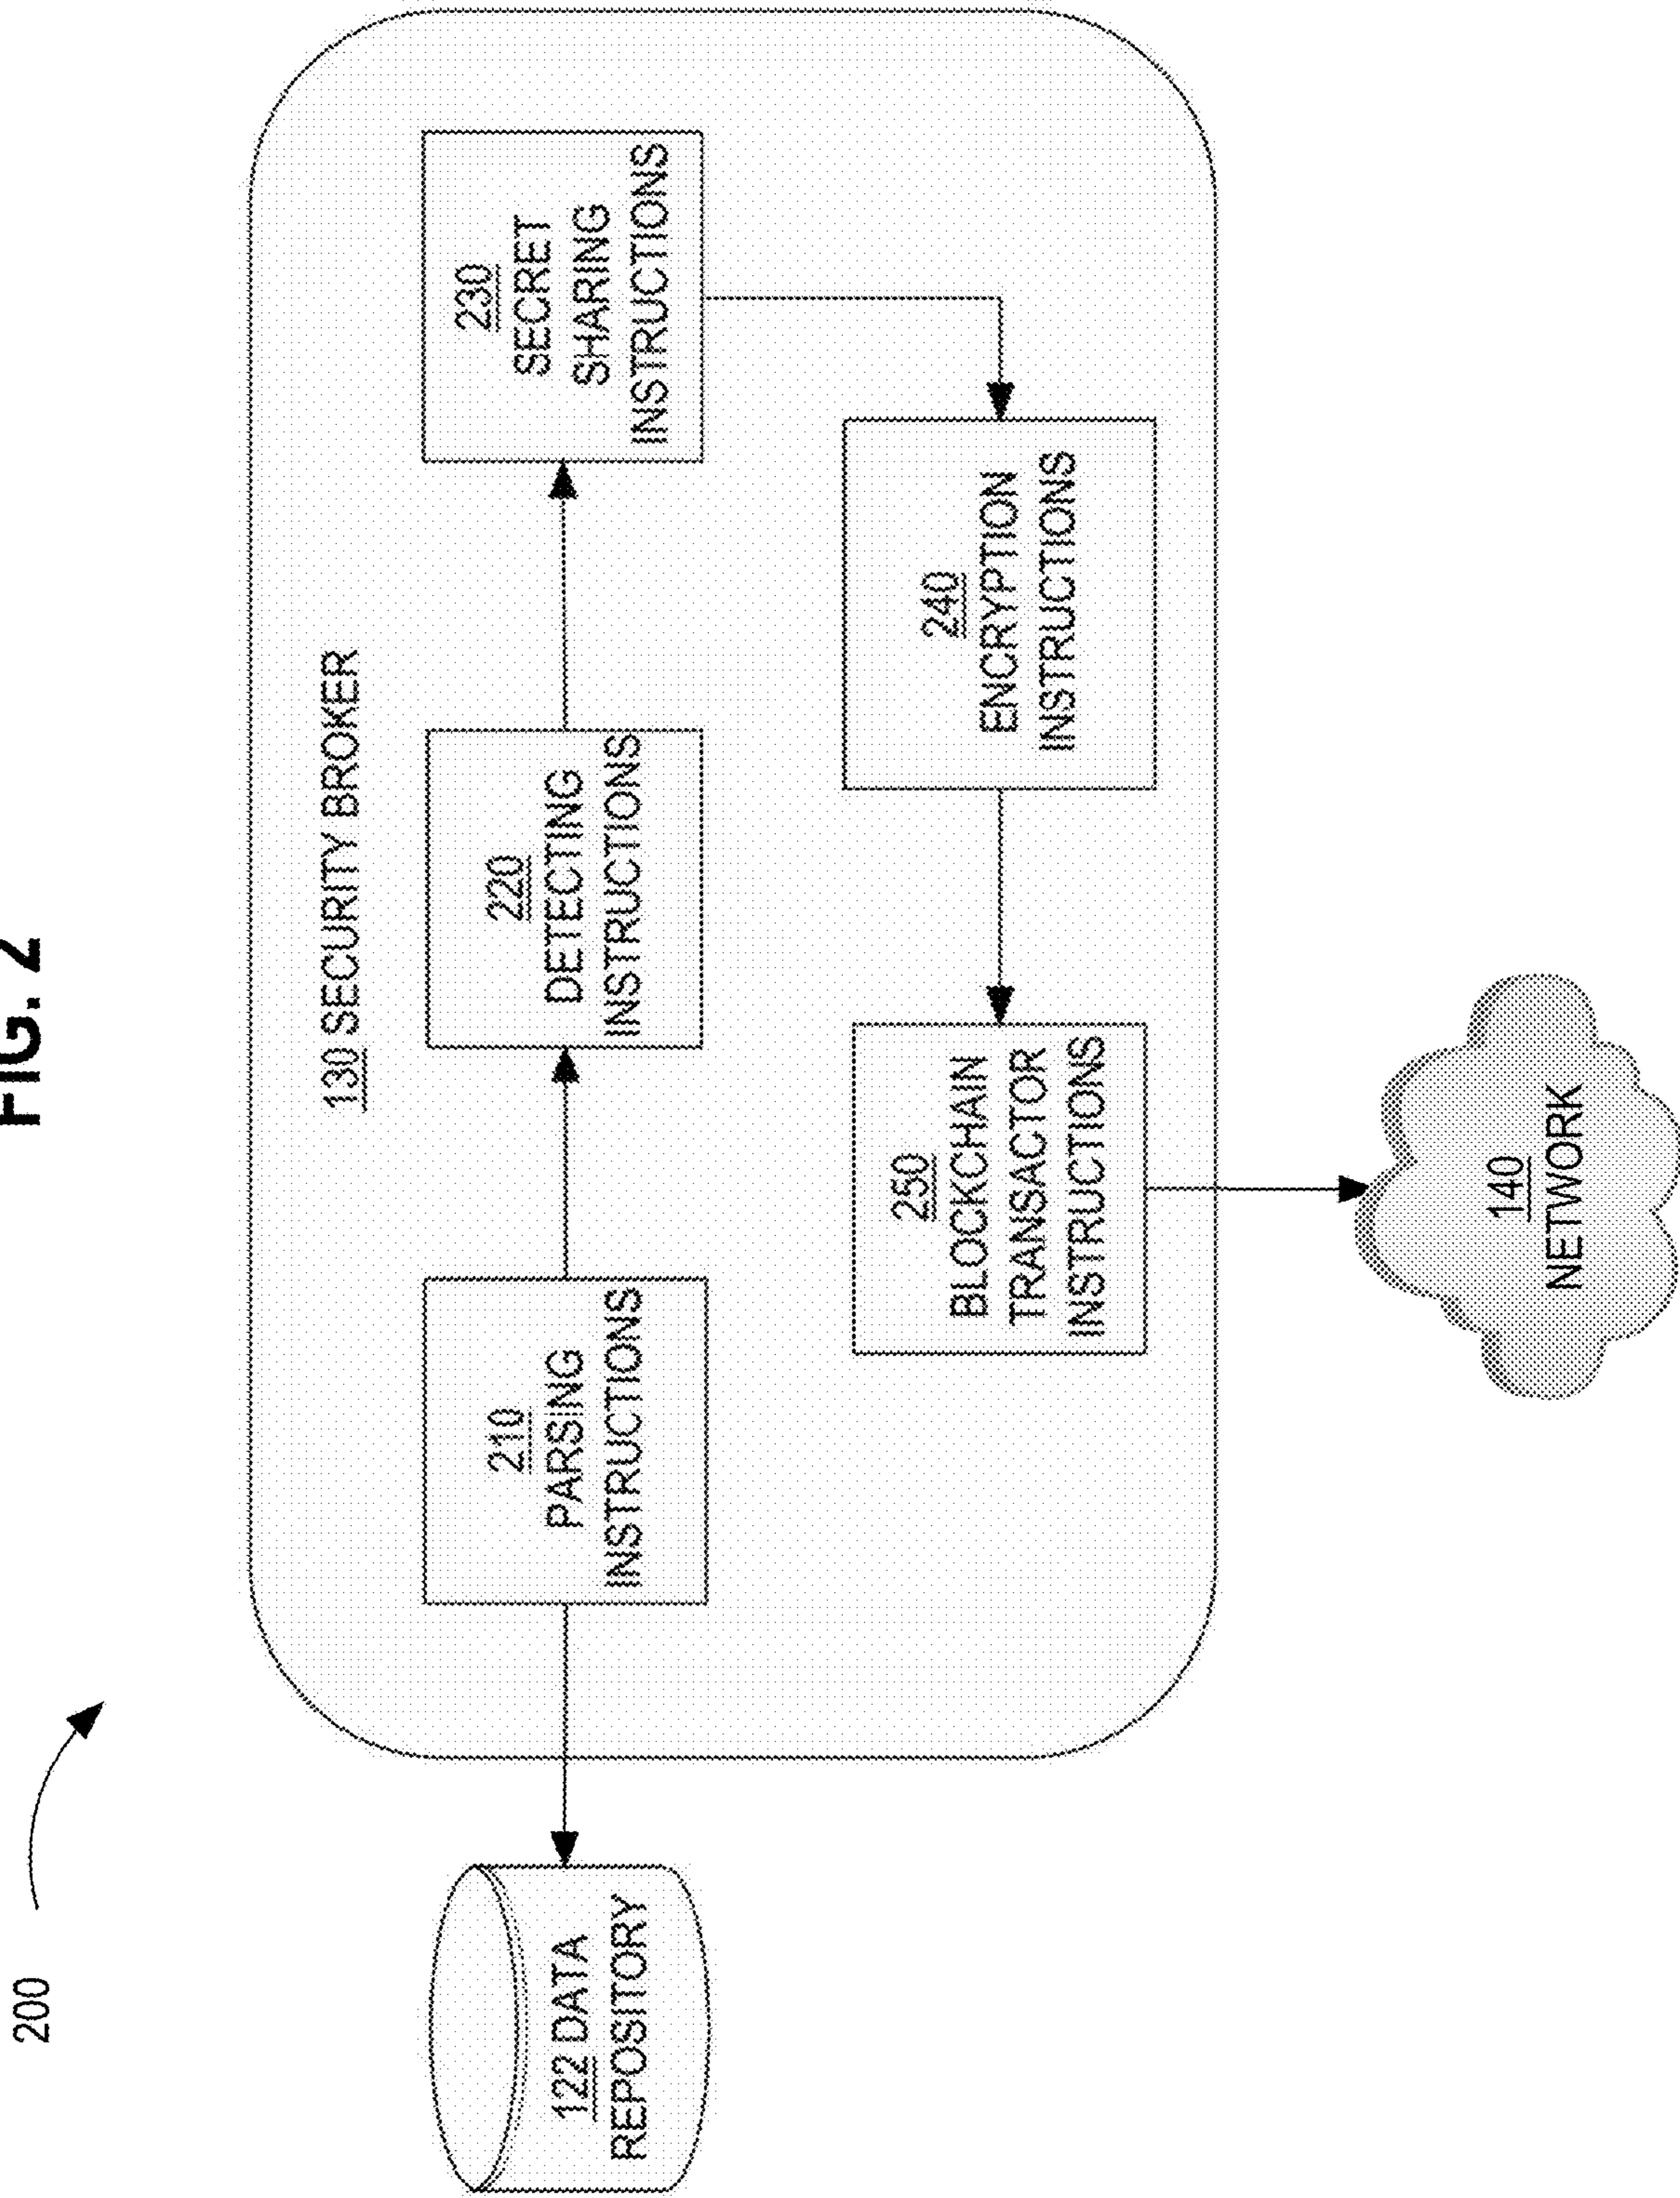 FIG. 2
200
130 SECURITY BROKER
122 DATA
REPOSITORY
210
PARSING
INSTRUCTIONS
220
DETECTING
INSTRUCTIONS
230
SECRET
SHARING
INSTRUCTIONS
240
ENCRYPTION
INSTRUCTIONS
250
BLOCKCHAIN
TRANSACTOR
INSTRUCTIONS
140
NETWORK